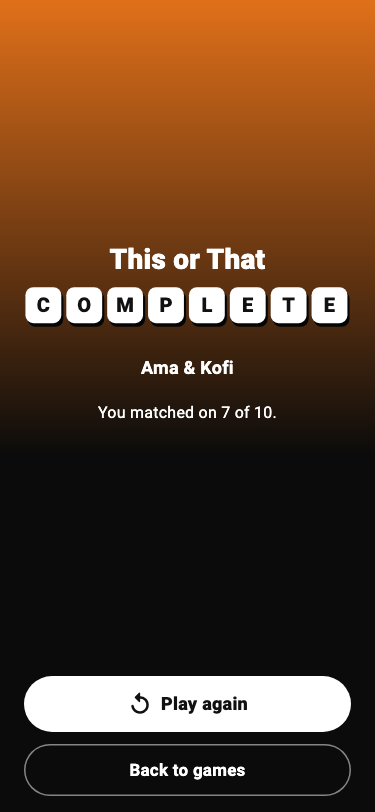 This or That
COMPLETE
Ama & Kofi
You matched on 7 of 10.
Play again
Back to games